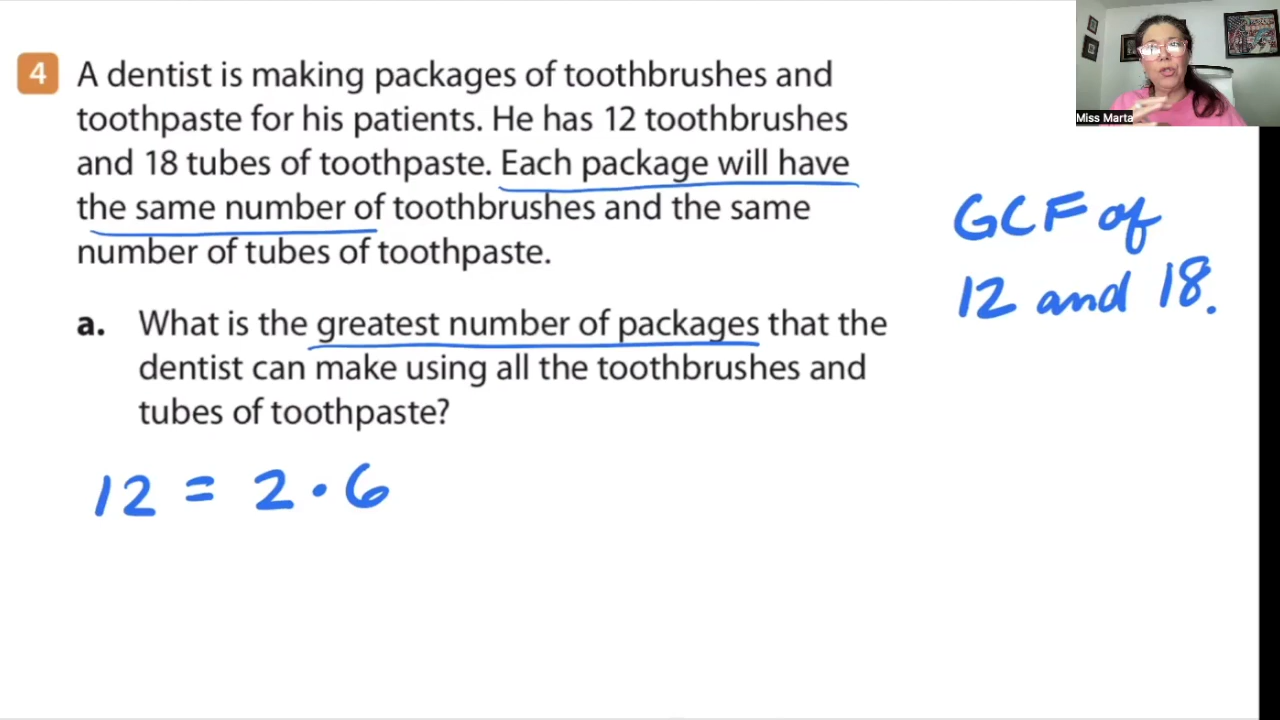 4 A dentist is making packages of toothbrushes and
toothpaste for his patients. He has 12 toothbrushes
and 18 tubes of toothpaste. Each package will have
the same number of toothbrushes and the same
number of tubes of toothpaste.
a. What is the greatest number of packages that the
dentist can make using all the toothbrushes and
tubes of toothpaste?
12 = 2 · 6
GCF of
12 and 18.
Miss Marta